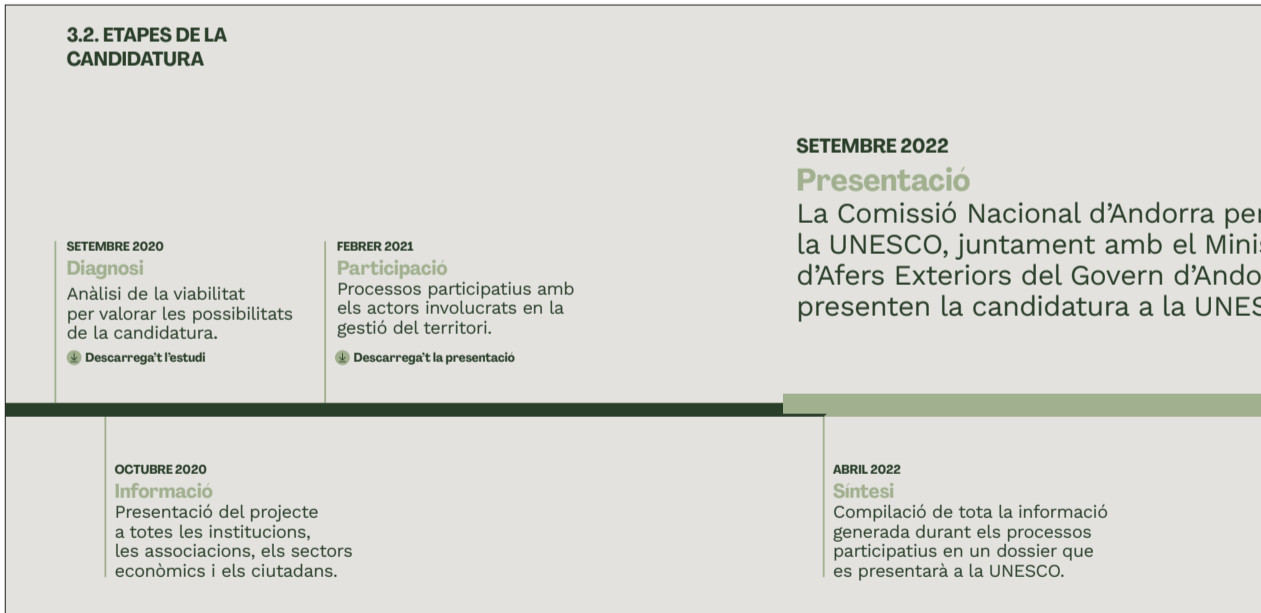 3.2. ETAPES DE LA
CANDIDATURA
SETEMBRE 2020
Diagnosi
Anàlisi de la viabilitat
per valorar les possibilitats
de la candidatura.
Descarrega't l'estudi
FEBRER 2021
Participació
Processos participatius amb
els actors involucrats en la
gestió del territori.
Descarrega't la presentació
SETEMBRE 2022
Presentació
La Comissió Nacional d'Andorra
la UNESCO, juntament amb el
d'Afers Exteriors del Govern
presenten la candidatura a la
OCTUBRE 2020
Informació
Presentació del projecte
a totes les institucions,
les associacions, els sectors
econòmics i els ciutadans.
ABRIL 2022
Síntesi
Compilació de tota la informació
generada durant els processos
participatius en un dossier que
es presentarà a la UNESCO.